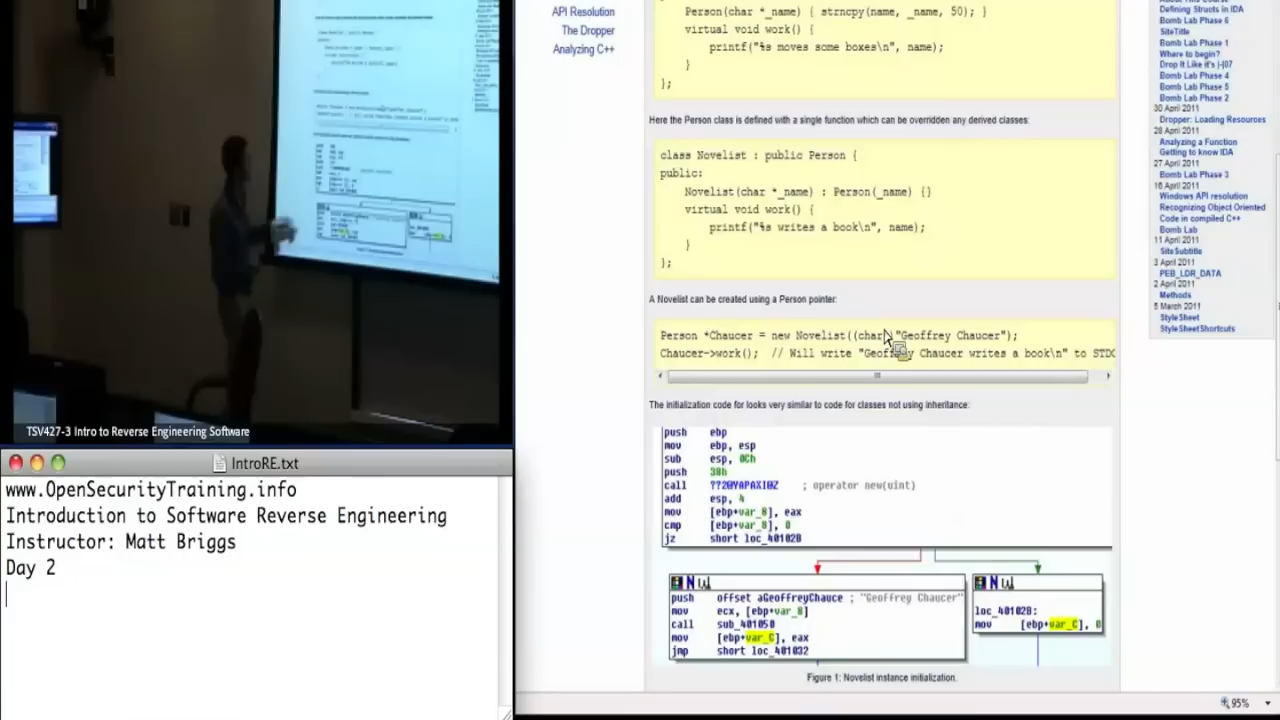 API Resolution
The Dropper
Analyzing C++
Person(char *_name) { strncpy(name, _name, 50); }
virtual void work() {
printf("%s moves some boxes\n", name);
}
};
Here the Person class is defined with a single function which can be overridden any derived classes:
class Novelist : public Person {
public:
Novelist(char *_name) : Person(_name) {}
virtual void work() {
printf("%s writes a book\n", name);
}
};
A Novelist can be created using a Person pointer:
Person *Chaucer = new Novelist((char "Geoffrey Chaucer");
Chaucer->work(); // Will write "Geoffrey Chaucer writes a book\n" to STDO
The initialization code for looks very similar to code for classes not using inheritance:
push ebp
mov ebp, esp
sub esp, 0Ch
push 38h
call ??2@YAPAXI@Z ; operator new(uint)
add esp, 4
mov [ebp+var_8], eax
cmp [ebp+var_8], 0
jz short loc_40102B
push offset aGeoffreyChauce ; "Geoffrey Chaucer"
mov ecx, [ebp+var_8]
call sub_401050
mov [ebp+var_C], eax
jmp short loc_401032
loc_40102B:
mov [ebp+var_C], 0
Figure 1: Novelist instance initialization.
Defining Structs in IDA
Bomb Lab Phase 6
SiteTitle
Bomb Lab Phase 1
Where to begin?
Drop It Like it's |-|07
Bomb Lab Phase 4
Bomb Lab Phase 5
Bomb Lab Phase 2
30 April 2011
Dropper: Loading Resources
28 April 2011
Analyzing a Function
Getting to know IDA
27 April 2011
Bomb Lab Phase 3
16 April 2011
Windows API resolution
Recognizing Object Oriented
Code in compiled C++
Bomb Lab
11 April 2011
SiteSubtitle
3 April 2011
PEB_LDR_DATA
2 April 2011
Methods
5 March 2011
StyleSheet
StyleSheetShortcuts
95%
TSV427-3 Intro to Reverse Engineering Software
IntroRE.txt
www.OpenSecurityTraining.info
Introduction to Software Reverse Engineering
Instructor: Matt Briggs
Day 2